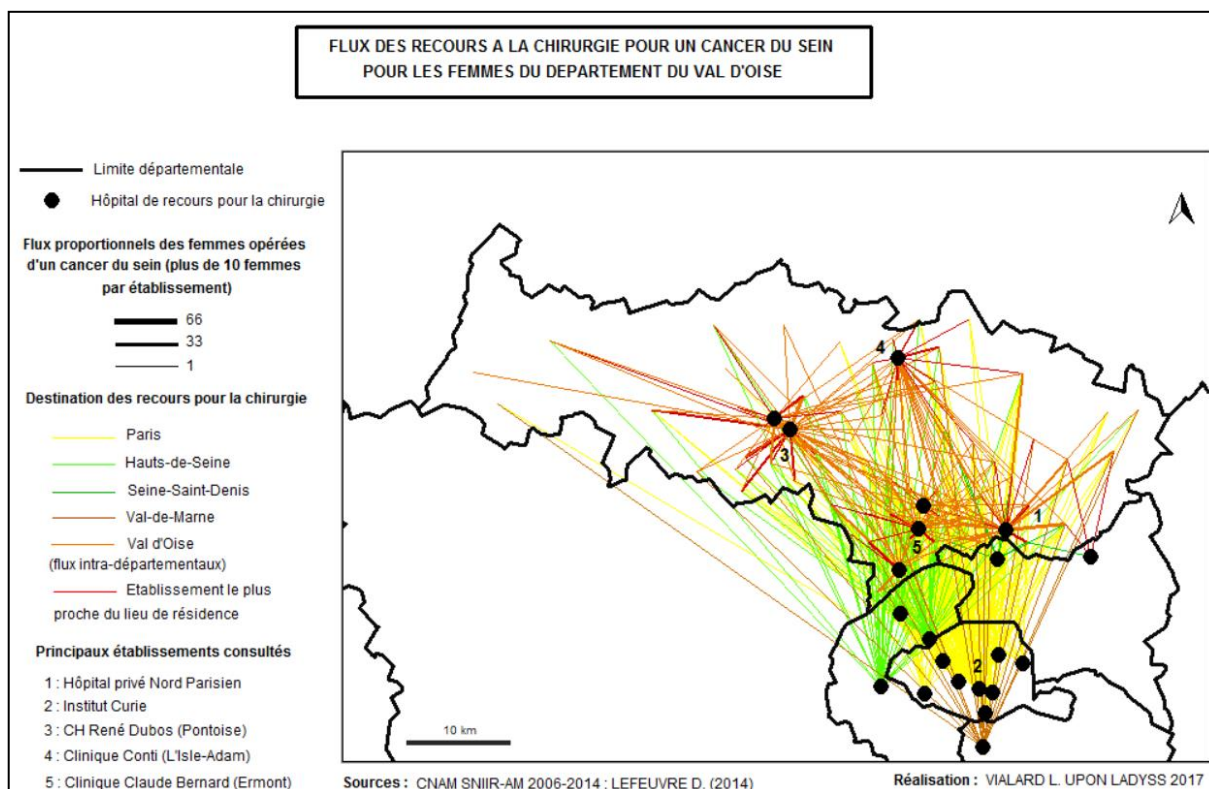 FLUX DES RECOURS A LA CHIRURGIE POUR UN CANCER DU SEIN
POUR LES FEMMES DU DEPARTEMENT DU VAL D'OISE
Limite départementale
Hôpital de recours pour la chirurgie
Flux proportionnels des femmes opérées
d'un cancer du sein (plus de 10 femmes
par établissement)
66
33
1
Destination des recours pour la chirurgie
Paris
Hauts-de-Seine
Seine-Saint-Denis
Val-de-Marne
Val d'Oise
(flux intra-départementaux)
Etablissement le plus
proche du lieu de résidence
Principaux établissements consultés
1 : Hôpital privé Nord Parisien
2 : Institut Curie
3 : CH René Dubos (Pontoise)
4 : Clinique Conti (L'Isle-Adam)
5 : Clinique Claude Bernard (Ermont)
4
3
1
5
2
10 km
Sources : CNAM SNIIR-AM 2006-2014 ; LEFEUVRE D. (2014)
Réalisation : VIALARD L. UPON LADYSS 2017